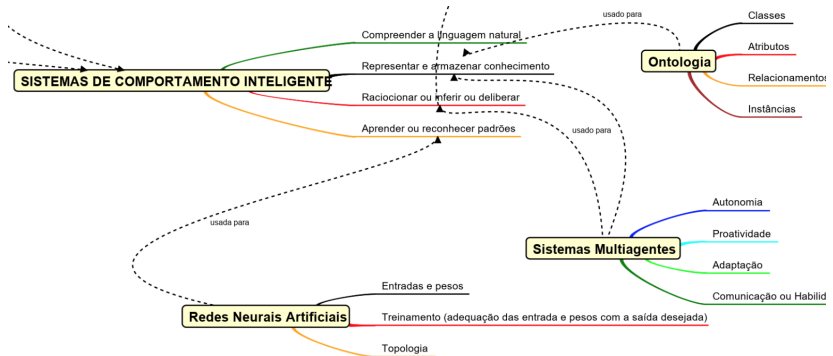 usado para
Classes
Compreender a linguagem natural
Atributos
Ontologia
Representar e armazenar conhecimento
SISTEMAS DE COMPORTAMENTO INTELIGENTE
Relacionamentos
Raciocionar ou inferir ou deliberar
Instâncias
Aprender ou reconhecer padrões
usado para
Autonomia
usada para
Proatividade
Sistemas Multiagentes
Adaptação
Entradas e pesos
Comunicação ou Habilid
Redes Neurais Artificiais
Treinamento (adequação das entrada e pesos com a saída desejada)
Topologia